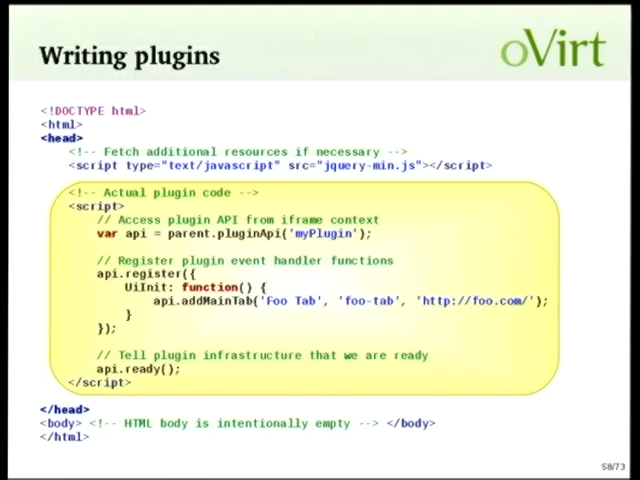 Writing plugins
oVirt
<!DOCTYPE html>
<html>
<head>
<!-- Fetch additional resources if necessary -->
<script type="text/javascript" src="jquery-min.js"></script>
<!-- Actual plugin code -->
<script>
// Access plugin API from iframe context
var api = parent.pluginApi('myPlugin');
// Register plugin event handler functions
api.register({
UiInit: function() {
api.addMainTab('Foo Tab', 'foo-tab', 'http://foo.com/');
}
});
// Tell plugin infrastructure that we are ready
api.ready();
</script>
</head>
<body> <!-- HTML body is intentionally empty --> </body>
</html>
58/73